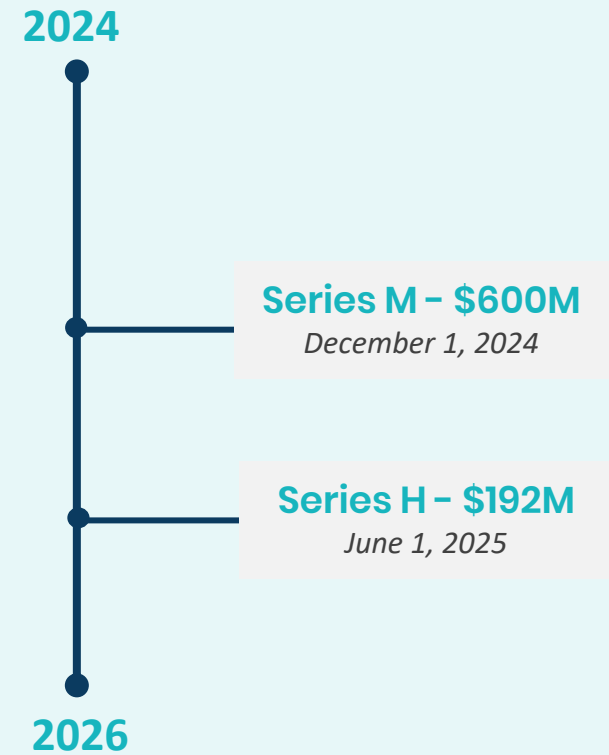 2024
Series M - $600M
December 1, 2024
Series H - $192M
June 1, 2025
2026